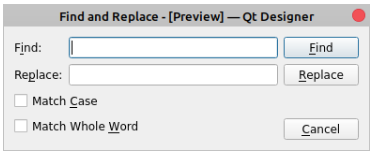 Find and Replace - [Preview] — Qt Designer
Find: Find
Replace: Replace
Match Case
Match Whole Word
Cancel